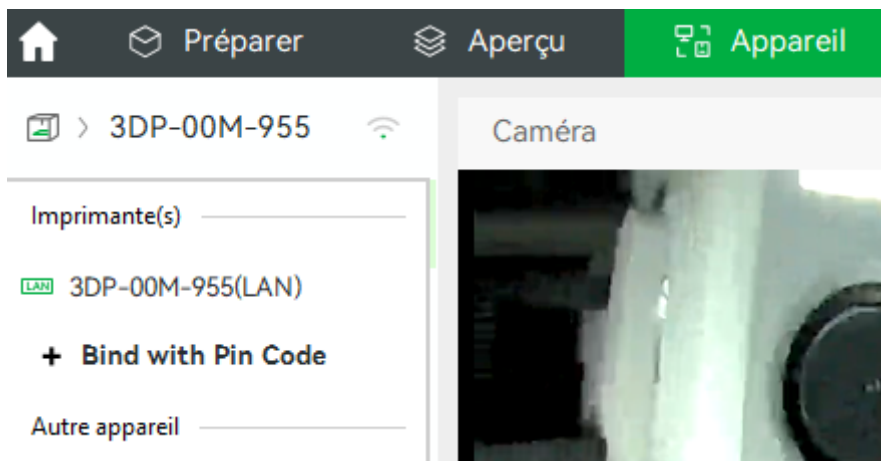 Préparer
Aperçu
Appareil
3DP-00M-955
Caméra
Imprimante(s)
LAN 3DP-00M-955(LAN)
+ Bind with Pin Code
Autre appareil